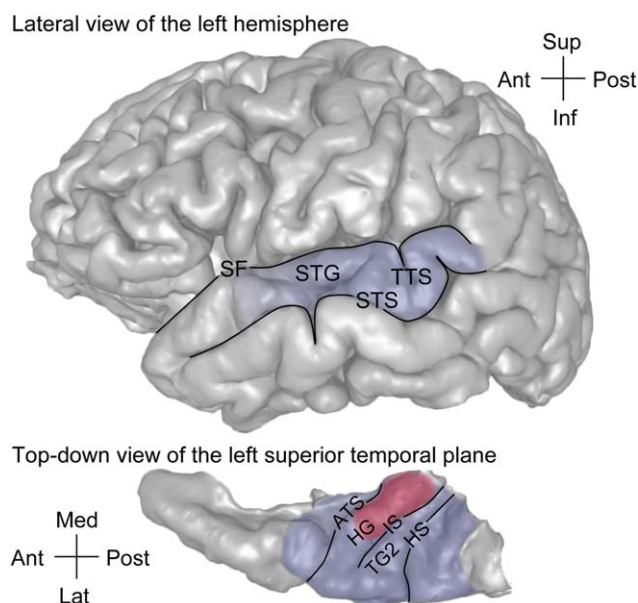 Lateral view of the left hemisphere
Sup
Ant Post
Inf
SF STG TTS
STS
Top-down view of the left superior temporal plane
Med
Ant Post
Lat
ATS
HG IS
TG2 HS